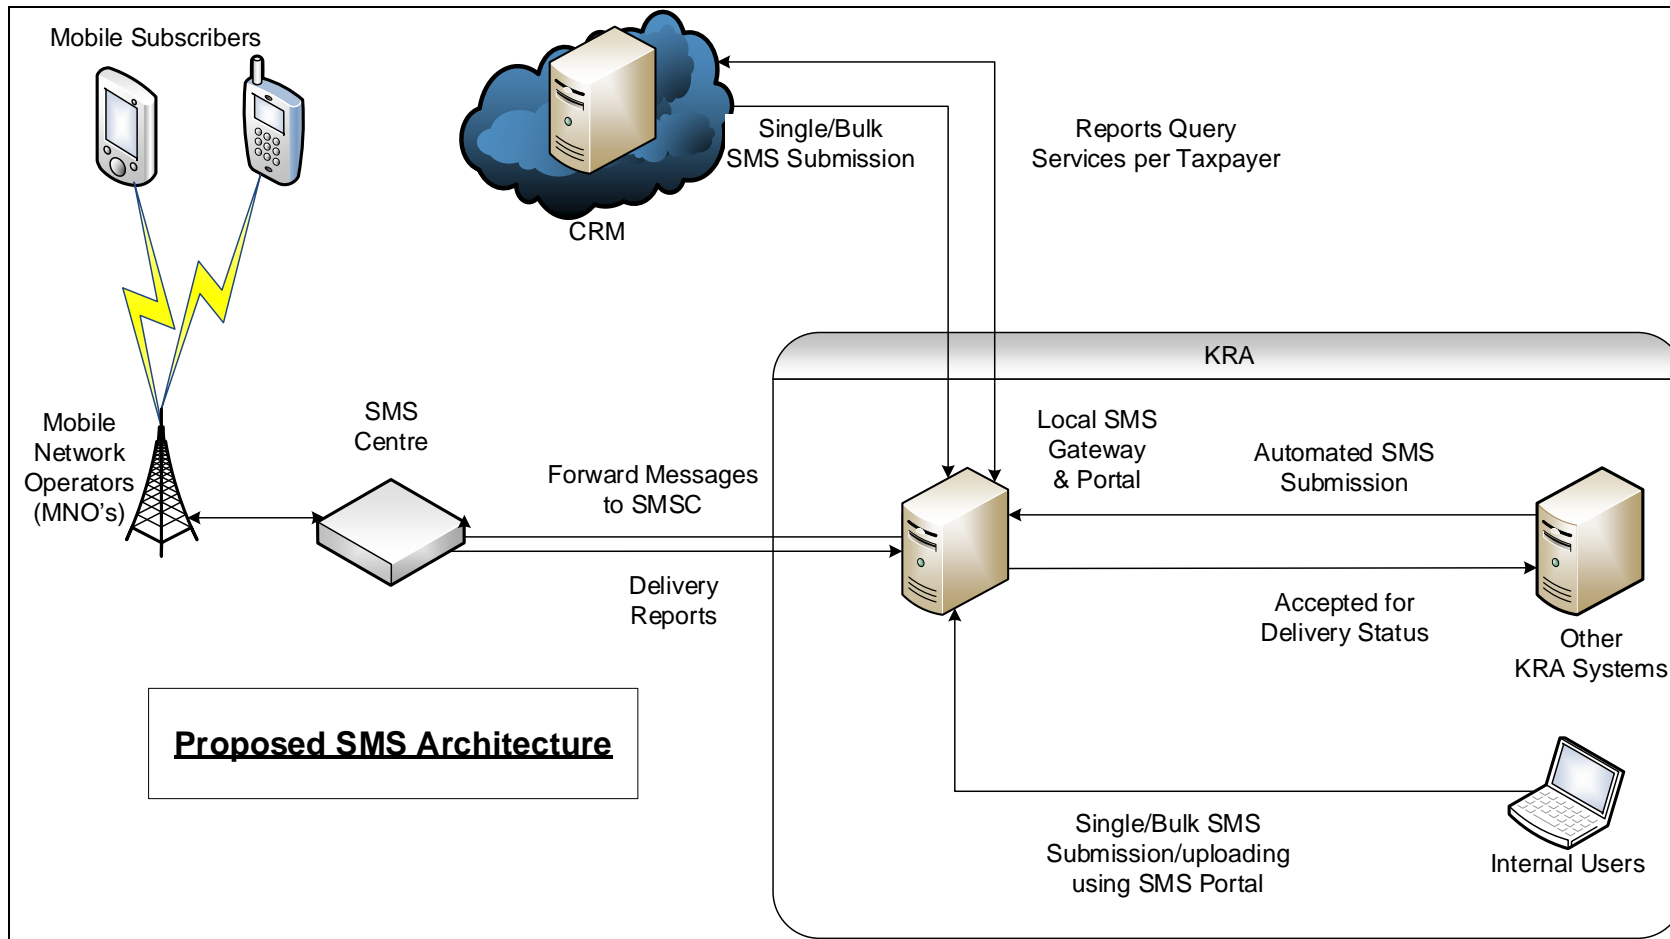 Mobile Subscribers
CRM
Single/Bulk
SMS Submission
Reports Query
Services per Taxpayer
KRA
Mobile
Network
Operators
(MNO's)
SMS
Centre
Forward Messages
to SMSC
Delivery
Reports
Local SMS
Gateway
& Portal
Automated SMS
Submission
Accepted for
Delivery Status
Other
KRA Systems
Proposed SMS Architecture
Single/Bulk SMS
Submission/uploading
using SMS Portal
Internal Users